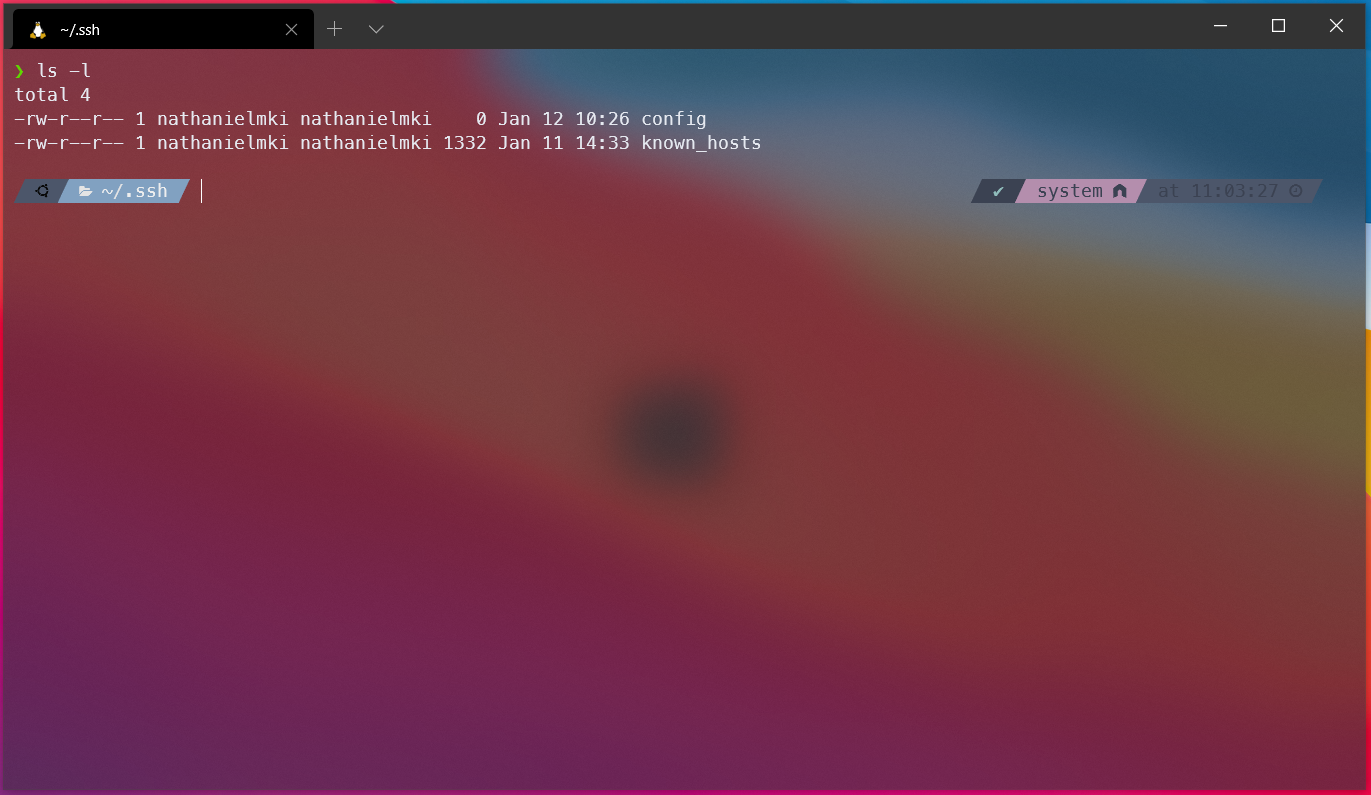 ~/.ssh
❯ ls -l
total 4
-rw-r--r-- 1 nathanielmki nathanielmki    0 Jan 12 10:26 config
-rw-r--r-- 1 nathanielmki nathanielmki 1332 Jan 11 14:33 known_hosts
~/.ssh ✔ system at 11:03:27